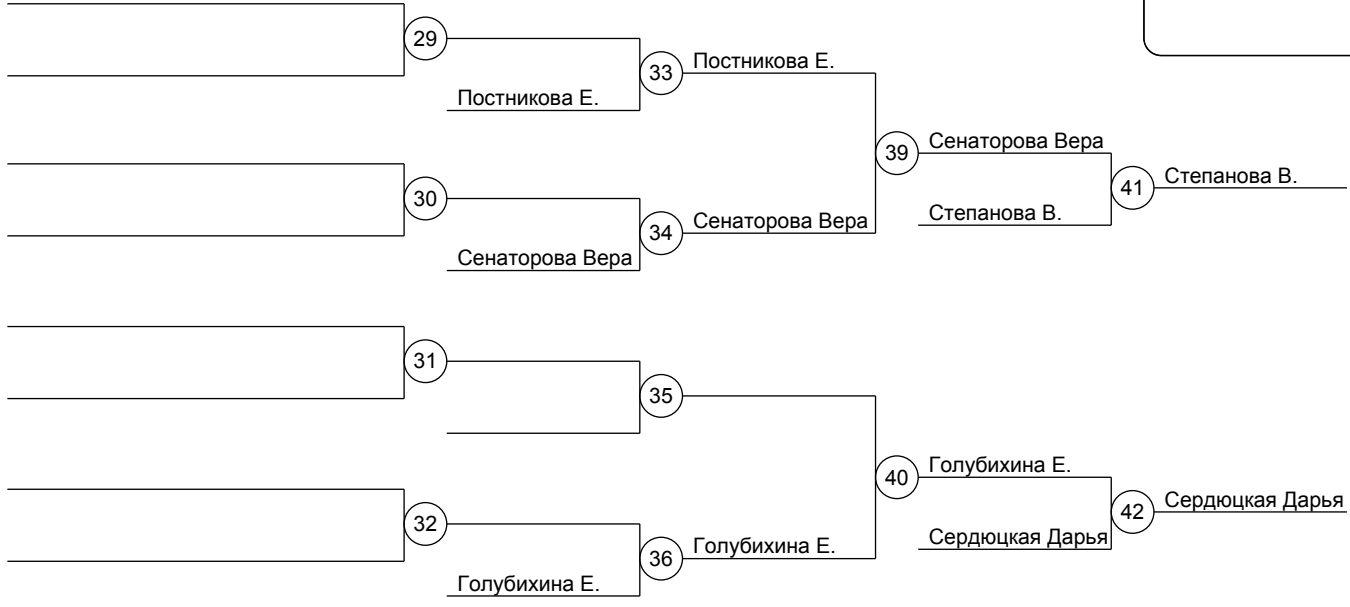 29
33
Постникова Е.
Постникова Е.
39
Сенаторова Вера
41
Степанова В.
Степанова В.
30
34
Сенаторова Вера
Сенаторова Вера
31
35
40
Голубихина Е.
42
Сердюцкая Дарья
Сердюцкая Дарья
32
36
Голубихина Е.
Голубихина Е.